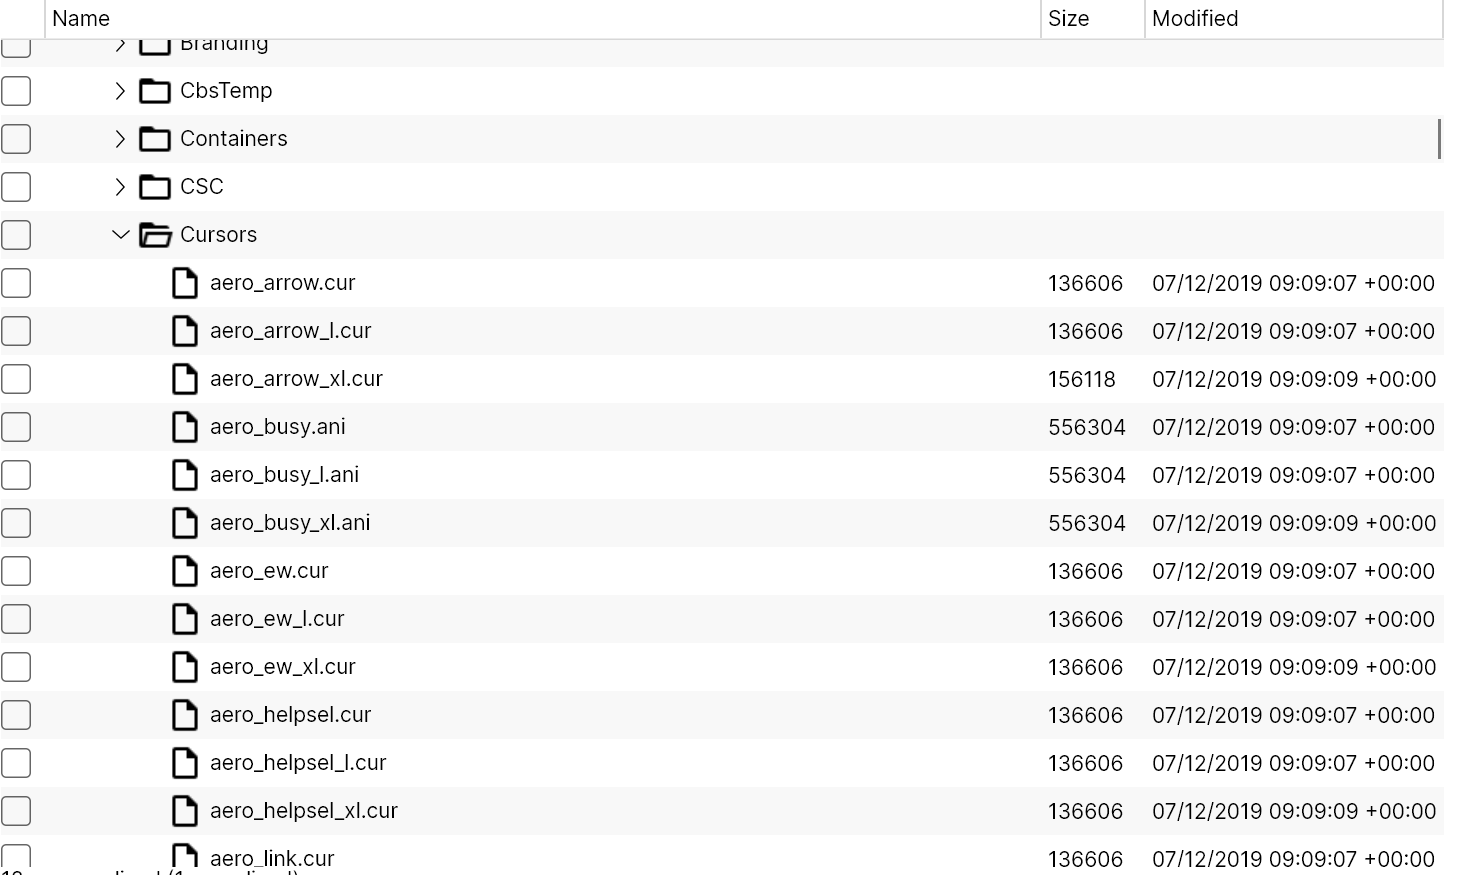 Name Size Modified
Branding
CbsTemp
Containers
CSC
Cursors
aero_arrow.cur 136606 07/12/2019 09:09:07 +00:00
aero_arrow_l.cur 136606 07/12/2019 09:09:07 +00:00
aero_arrow_xl.cur 156118 07/12/2019 09:09:09 +00:00
aero_busy.ani 556304 07/12/2019 09:09:07 +00:00
aero_busy_l.ani 556304 07/12/2019 09:09:07 +00:00
aero_busy_xl.ani 556304 07/12/2019 09:09:09 +00:00
aero_ew.cur 136606 07/12/2019 09:09:07 +00:00
aero_ew_l.cur 136606 07/12/2019 09:09:07 +00:00
aero_ew_xl.cur 136606 07/12/2019 09:09:09 +00:00
aero_helpsel.cur 136606 07/12/2019 09:09:07 +00:00
aero_helpsel_l.cur 136606 07/12/2019 09:09:07 +00:00
aero_helpsel_xl.cur 136606 07/12/2019 09:09:09 +00:00
aero_link.cur 136606 07/12/2019 09:09:07 +00:00